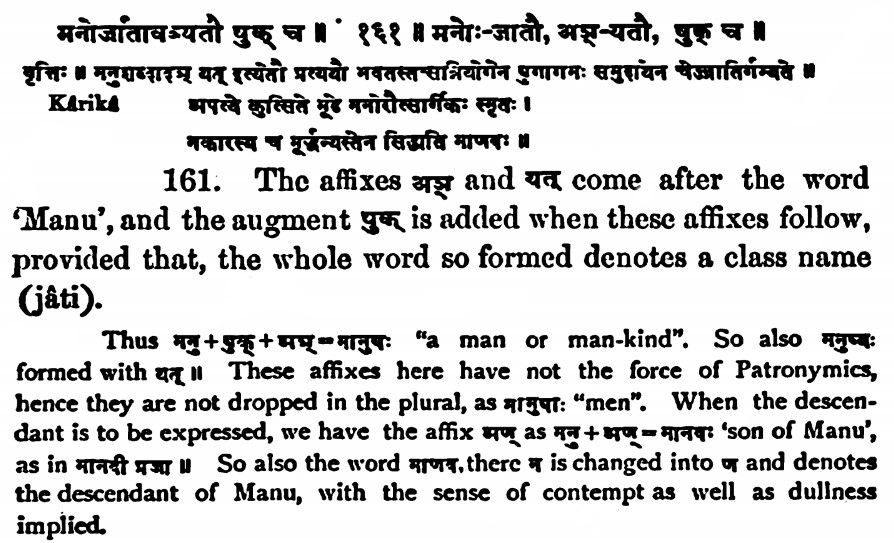 मनोर्जातावञ्यतौ षुक् च ॥ १६१ ॥ मनोः-जातौ, अञ्-यतौ, षुक् च ॥
वृत्तिः ॥ मनुशब्दादञ् यत् इत्येतौ प्रत्ययौ भवतस्तत्सन्नियोगेन षुगागमः समुदायेन चेज्जातिर्गम्यते ॥
Kârikâ अपत्ये कुत्सिते मूढे मनोरौत्सर्गिकः स्मृतः ।
नकारस्य च मूर्द्धन्यस्तेन सिद्ध्यति माणवः ॥
161. The affixes अञ् and यत् come after the word
‘Manu’, and the augment षुक् is added when these affixes follow,
provided that, the whole word so formed denotes a class name
(jâti).
Thus मनु+षुक्+अञ्=मानुषः “a man or man-kind”. So also मनुष्यः
formed with यत् ॥ These affixes here have not the force of Patronymics,
hence they are not dropped in the plural, as मानुषाः “men”. When the descen-
dant is to be expressed, we have the affix अण् as मनु+अण्=मानवः ‘son of Manu’,
as in मानवी प्रजा ॥ So also the word माणव, there न is changed into ण and denotes
the descendant of Manu, with the sense of contempt as well as dullness
implied.